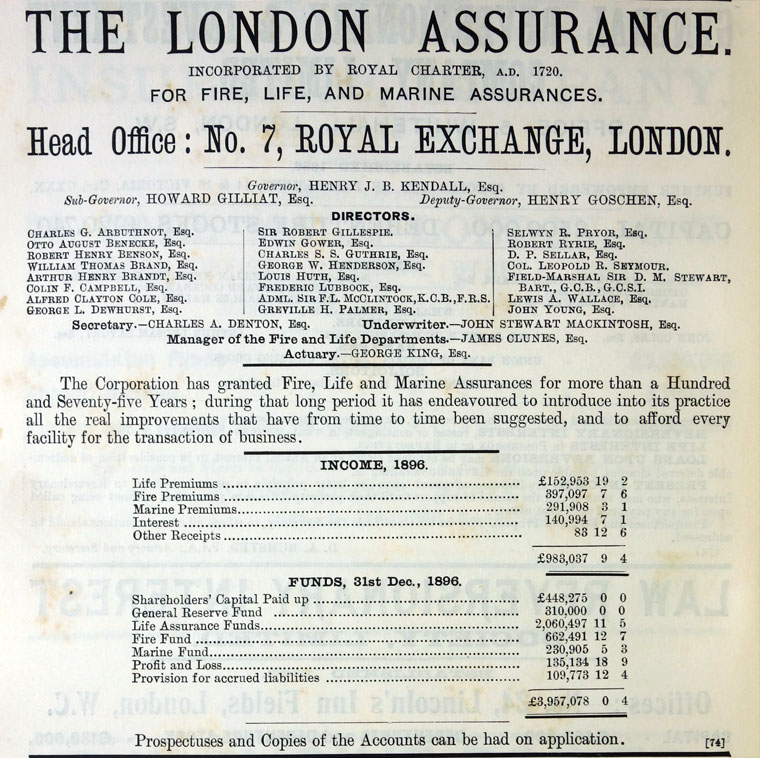 THE LONDON ASSURANCE.
INCORPORATED BY ROYAL CHARTER, A.D. 1720.
FOR FIRE, LIFE, AND MARINE ASSURANCES.
Head Office: No. 7, ROYAL EXCHANGE, LONDON.
Governor, HENRY J. B. KENDALL, Esq.
Sub-Governor, HOWARD GILLIAT, Esq. Deputy-Governor, HENRY GOSCHEN, Esq.
DIRECTORS.
CHARLES G. ARBUTHNOT, Esq.
OTTO AUGUST BENECKE, Esq.
ROBERT HENRY BENSON, Esq.
WILLIAM THOMAS BRAND, Esq.
ARTHUR HENRY BRANDT, Esq.
COLIN F. CAMPBELL, Esq.
ALFRED CLAYTON COLE, Esq.
GEORGE L. DEWHURST, Esq.
SIR ROBERT GILLESPIE.
EDWIN GOWER, Esq.
CHARLES S. S. GUTHRIE, Esq.
GEORGE W. HENDERSON, Esq.
LOUIS HUTH, Esq.
FREDERIC LUBBOCK, Esq.
ADML. SIR F. L. McCLINTOCK, K.C.B., F.R.S.
GREVILLE H. PALMER, Esq.
SELWYN R. PRYOR, Esq.
ROBERT RYRIE, Esq.
D. P. SELLAR, Esq.
COL. LEOPOLD R. SEYMOUR.
FIELD-MARSHAL SIR D. M. STEWART,
BART., G.C.B., G.C.S.I.
LEWIS A. WALLACE, Esq.
JOHN YOUNG, Esq.
Secretary.—CHARLES A. DENTON, Esq. Underwriter.—JOHN STEWART MACKINTOSH, Esq.
Manager of the Fire and Life Departments.—JAMES CLUNES, Esq.
Actuary.—GEORGE KING, Esq.
The Corporation has granted Fire, Life and Marine Assurances for more than a Hundred
and Seventy-five Years; during that long period it has endeavoured to introduce into its practice
all the real improvements that have from time to time been suggested, and to afford every
facility for the transaction of business.
INCOME, 1896.
Life Premiums £152,953 19 2
Fire Premiums 397,097 7 6
Marine Premiums 291,908 3 1
Interest 140,994 7 1
Other Receipts 83 12 6
£983,037 9 4
FUNDS, 31st Dec., 1896.
Shareholders' Capital Paid up £448,275 0 0
General Reserve Fund 310,000 0 0
Life Assurance Funds 2,060,497 11 5
Fire Fund 662,491 12 7
Marine Fund 230,905 5 3
Profit and Loss 135,134 18 9
Provision for accrued liabilities 109,773 12 4
£3,957,078 0 4
Prospectuses and Copies of the Accounts can be had on application. [74]